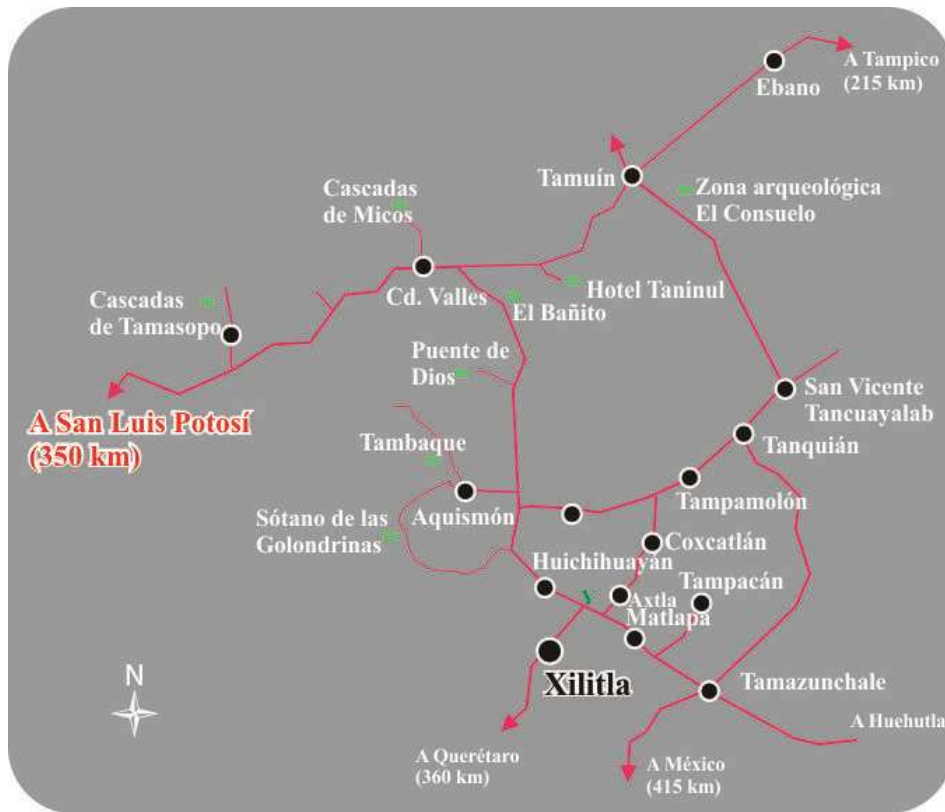 A Tampico
(215 km)
Ebano
Tamuín
Zona arqueológica
El Consuelo
Cascadas
de Micos
Cd. Valles
Hotel Taninul
El Bañito
Cascadas
de Tamasopo
Puente de
Dios
San Vicente
Tancuayalab
A San Luis Potosí
(350 km)
Tambaque
Tanquián
Aquismón
Tampamolón
Sótano de las
Golondrinas
Coxcatlán
Huichihuayán
Tampacán
Axtla
Matlapa
Xilitla
N
Tamazunchale
A Huehutla
A Querétaro
(360 km)
A México
(415 km)